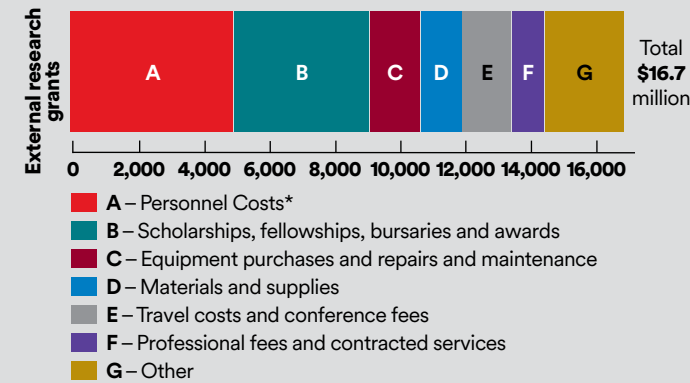 External research
grants
A B C D E F G
Total
$16.7
million
0 2,000 4,000 6,000 8,000 10,000 12,000 14,000 16,000
A – Personnel Costs*
B – Scholarships, fellowships, bursaries and awards
C – Equipment purchases and repairs and maintenance
D – Materials and supplies
E – Travel costs and conference fees
F – Professional fees and contracted services
G – Other